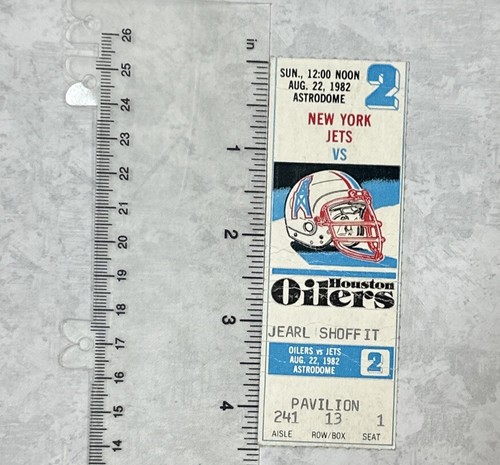 SUN., 12:00 NOON
AUG. 22, 1982
ASTRODOME
2
NEW YORK
JETS
VS
Houston
Oilers
JEARL SHOFFIT
OILERS vs JETS
AUG. 22, 1982
ASTRODOME
2
PAVILION
241 13 1
AISLE ROW/BOX SEAT
in
1
2
3
4
26
25
24
23
22
21
20
19
18
17
16
15
14